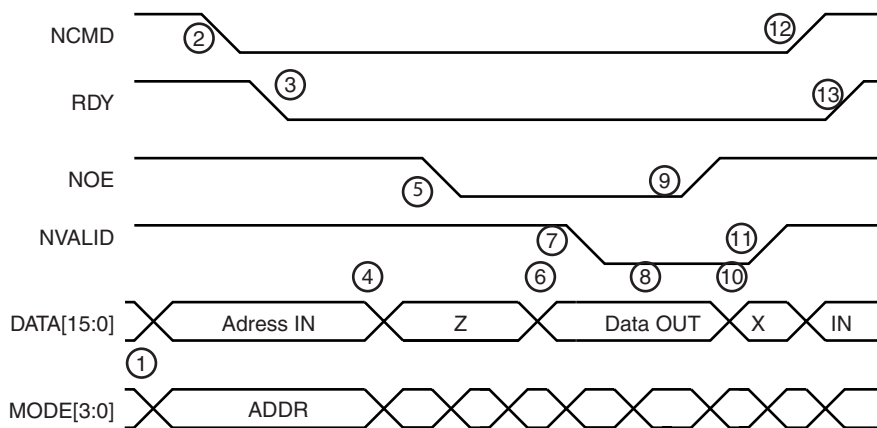 NCMD ② ⑫
RDY ③ ⑬
NOE ⑤ ⑨
NVALID ⑦ ⑪
④ ⑥ ⑧ ⑩
DATA[15:0] Adress IN Z Data OUT X IN
①
MODE[3:0] ADDR